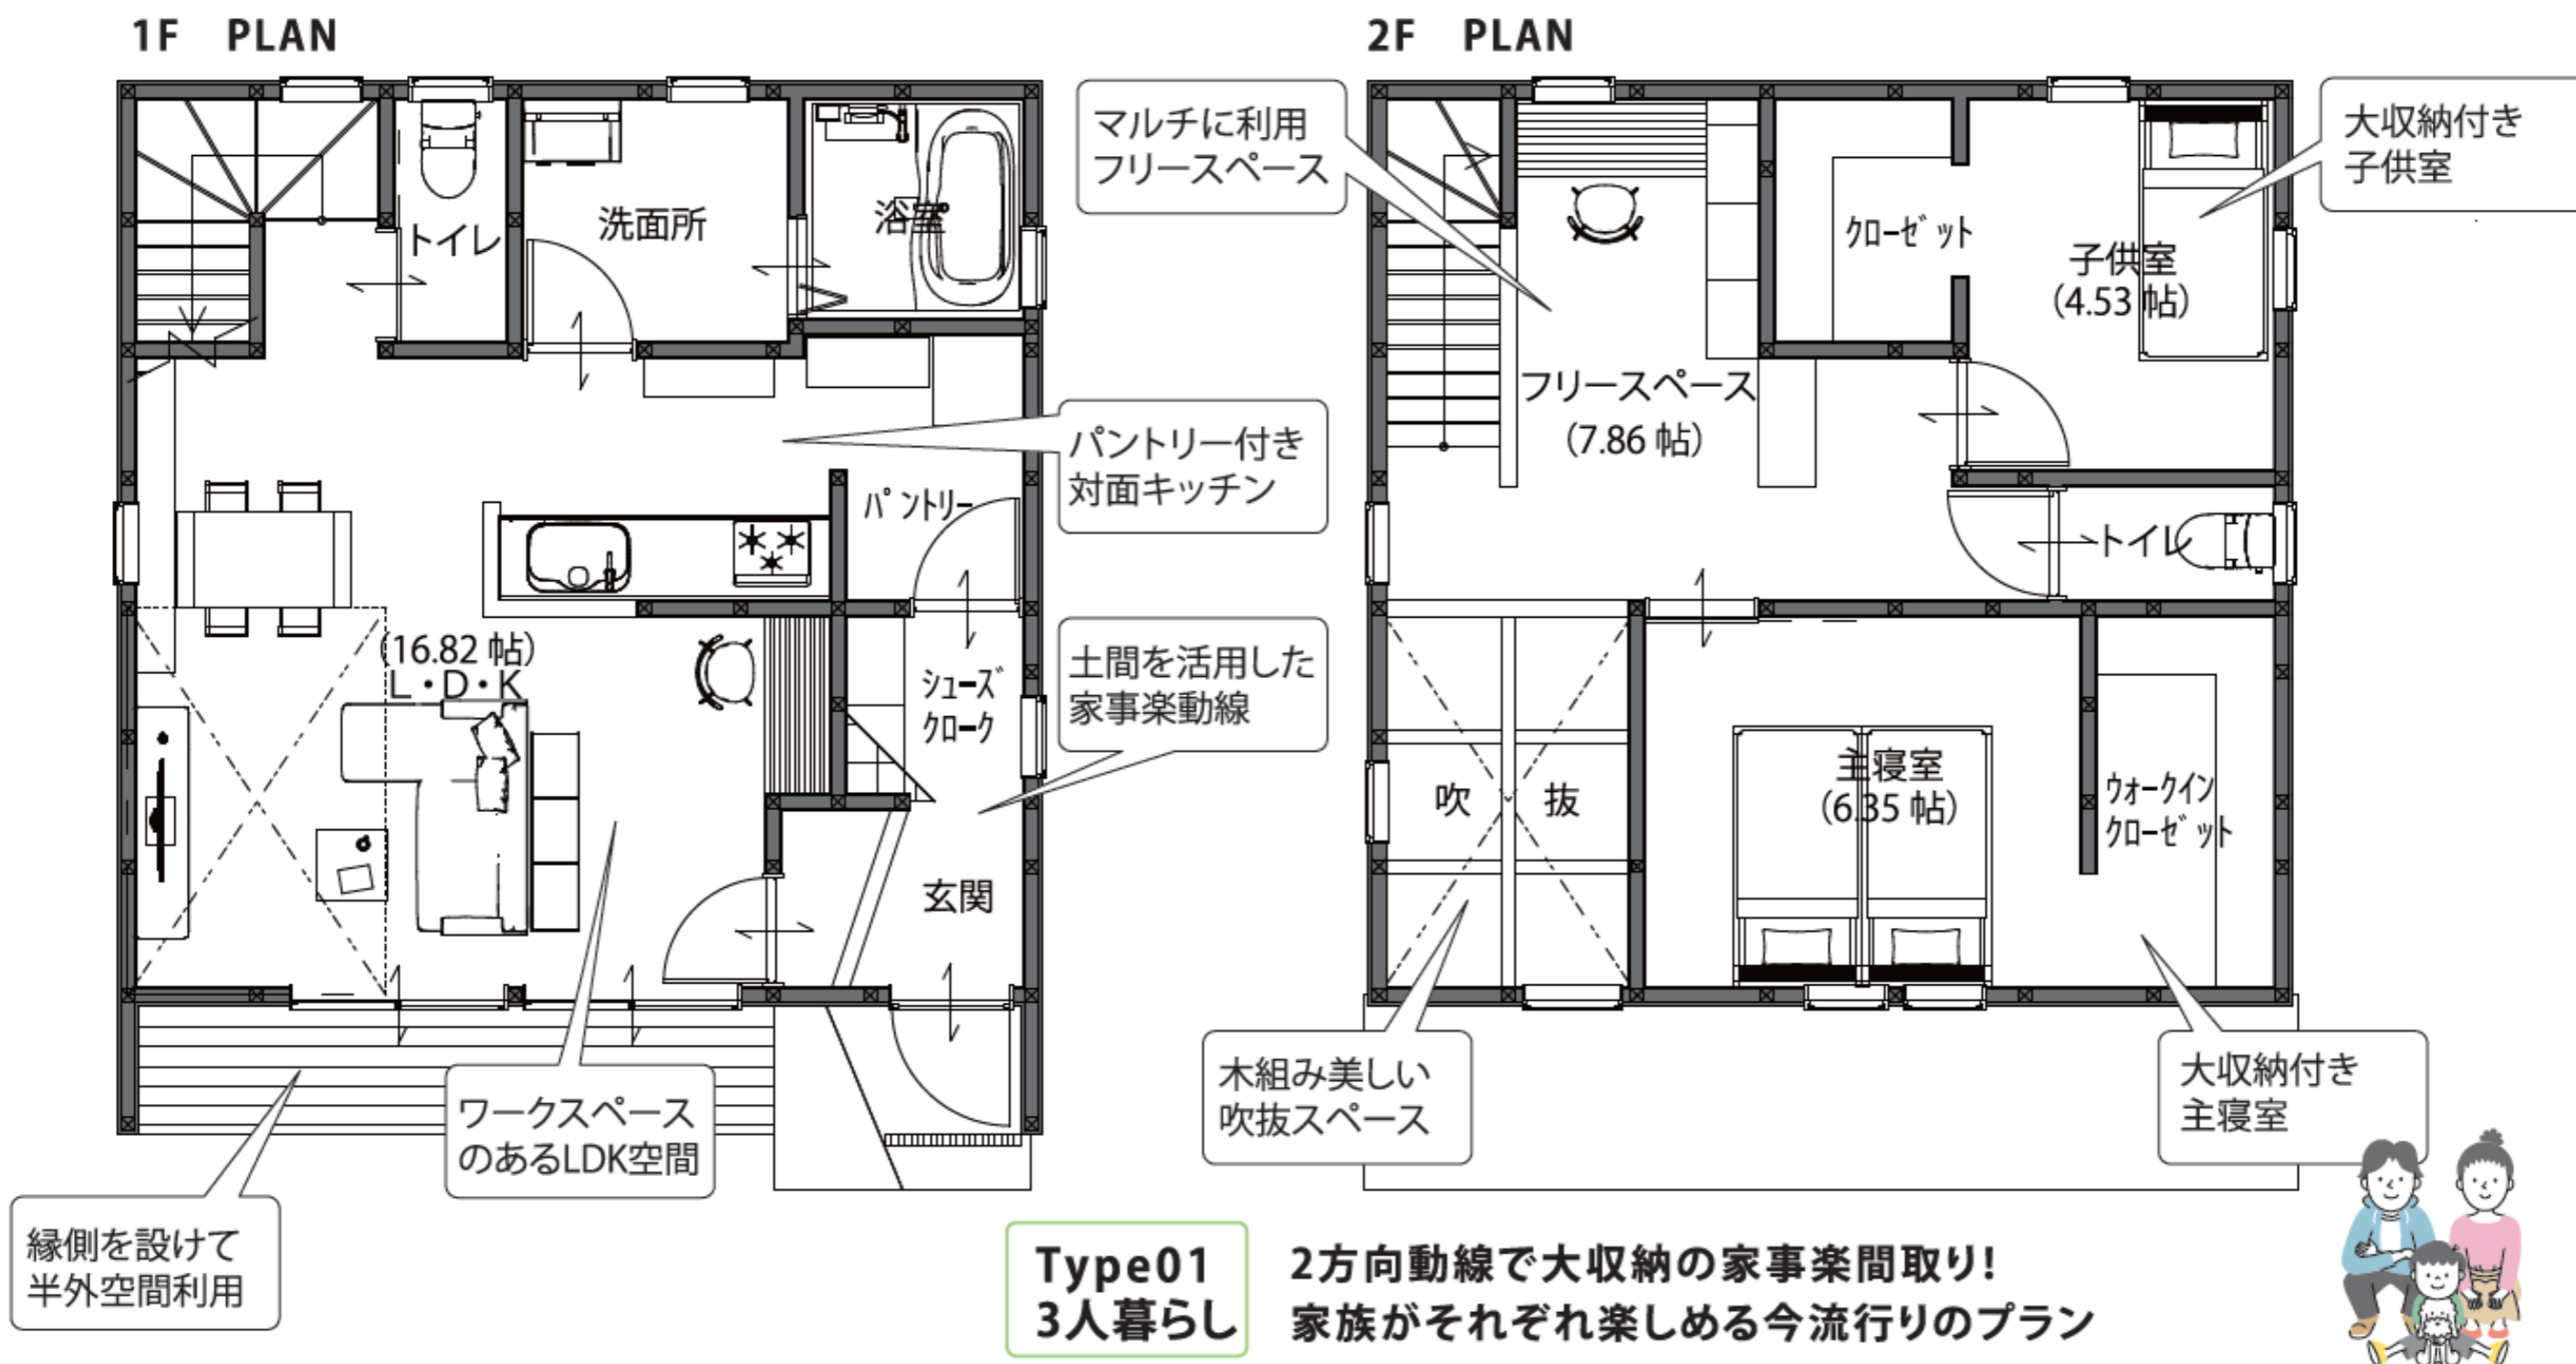 1F PLAN
トイレ
洗面所
浴室
パントリー
(16.82 帖)
L・D・K
シューズ
クローク
玄関
パントリー付き
対面キッチン
土間を活用した
家事楽動線
ワークスペース
のあるLDK空間
縁側を設けて
半外空間利用
2F PLAN
マルチに利用
フリースペース
クローゼット
子供室
(4.53 帖)
大収納付き
子供室
フリースペース
(7.86 帖)
トイレ
吹 抜
主寝室
(6.35 帖)
ウォークイン
クローゼット
木組み美しい
吹抜スペース
大収納付き
主寝室
Type01
3人暮らし
2方向動線で大収納の家事楽間取り!
家族がそれぞれ楽しめる今流行りのプラン